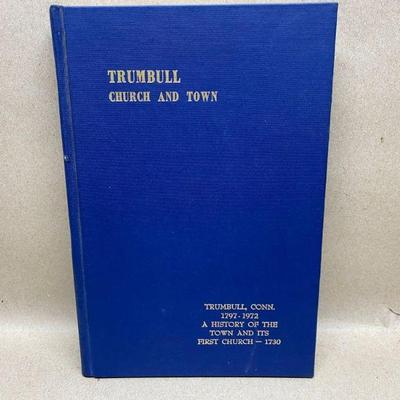 TRUMBULL
CHURCH AND TOWN
TRUMBULL, CONN.
1797-1972
A HISTORY OF THE
TOWN AND ITS
FIRST CHURCH — 1730